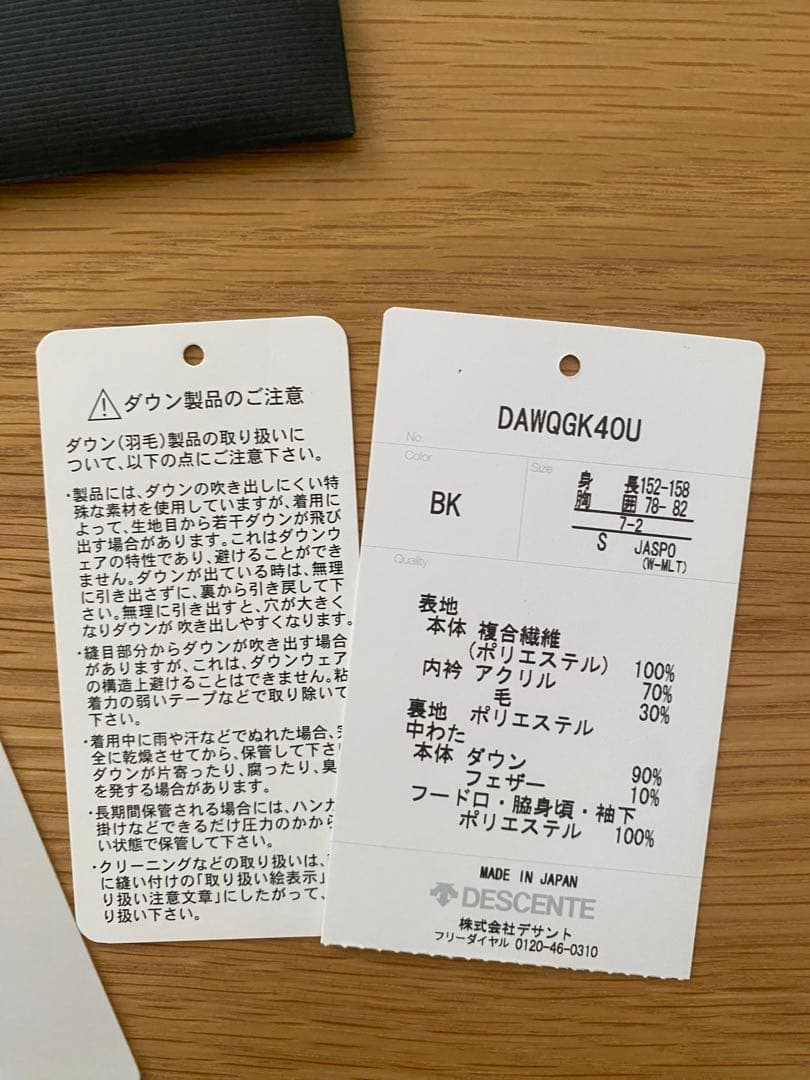 ダウン製品のご注意
ダウン(羽毛)製品の取り扱いに
ついて、以下の点にご注意下さい。
・製品には、ダウンの吹き出しにくい特
殊な素材を使用していますが、着用に
よって、生地目から若干ダウンが飛び
出す場合があります。これはダウンウ
ェアの特性であり、避けることができ
ません。ダウンが出ている時は、無理
に引き出さずに、裏から引き戻して下
さい。無理に引き出すと、穴が大きく
なりダウンが吹き出しやすくなります。
・縫目部分からダウンが吹き出す場合
がありますが、これは、ダウンウェア
の構造上避けることはできません。粘
着力の弱いテープなどで取り除いて
下さい。
・着用中に雨や汗などでぬれた場合、
全に乾燥させてから、保管して下さ
ダウンが片寄ったり、腐ったり、臭
を発する場合があります。
・長期間保管される場合には、ハンガ
掛けなどできるだけ圧力のかから
い状態で保管して下さい。
・クリーニングなどの取り扱いは、
に縫い付けの「取り扱い絵表示」
り扱い注意文章」にしたがって、
り扱い下さい。
No. DAWQGK40U
Color BK
Size
身長152-158
胸囲 78- 82
7-2
S JASPO
(W-MLT)
Quality
表地
本体 複合繊維
(ポリエステル) 100%
内衿 アクリル 70%
毛 30%
裏地 ポリエステル
中わた
本体 ダウン 90%
フェザー 10%
フード口・脇身頃・袖下
ポリエステル 100%
MADE IN JAPAN
DESCENTE
株式会社デサント
フリーダイヤル 0120-46-0310